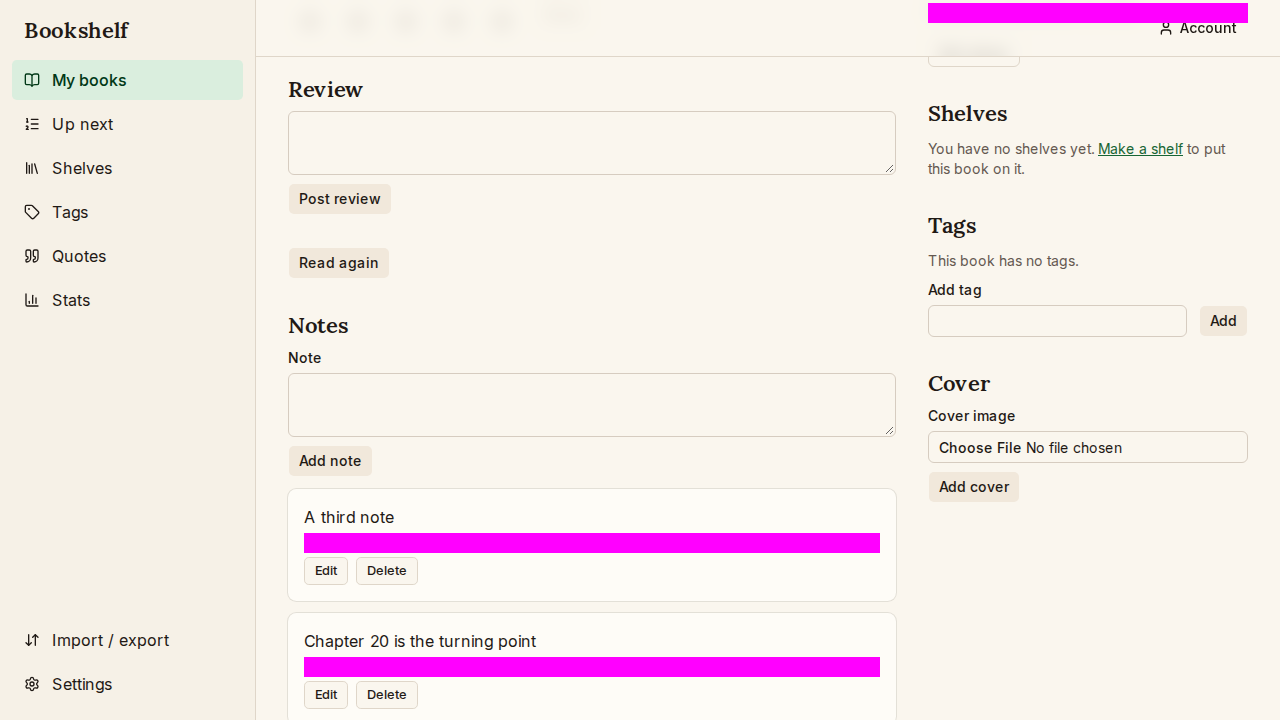 Bookshelf
My books
Up next
Shelves
Tags
Quotes
Stats
Import / export
Settings
Account
Review
Post review
Read again
Notes
Note
Add note
A third note
Edit
Delete
Chapter 20 is the turning point
Edit
Delete
Shelves
You have no shelves yet. Make a shelf to put
this book on it.
Tags
This book has no tags.
Add tag
Add
Cover
Cover image
Choose File No file chosen
Add cover